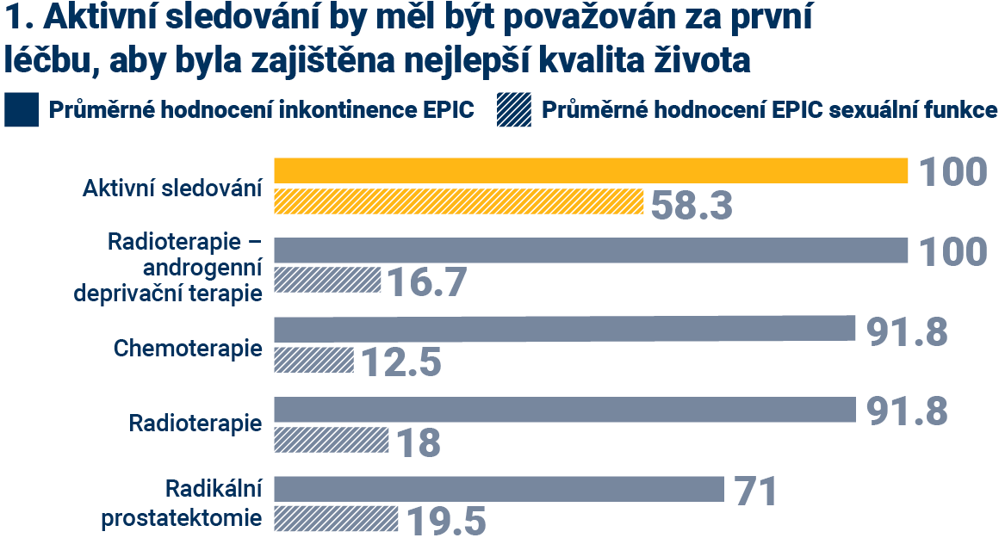 1. Aktivní sledování by měl být považován za první
léčbu, aby byla zajištěna nejlepší kvalita života
Průměrné hodnocení inkontinence EPIC
Průměrné hodnocení EPIC sexuální funkce
Aktivní sledování
100
58.3
Radioterapie –
androgenní
deprivační terapie
100
16.7
Chemoterapie
91.8
12.5
Radioterapie
91.8
18
Radikální
prostatektomie
71
19.5